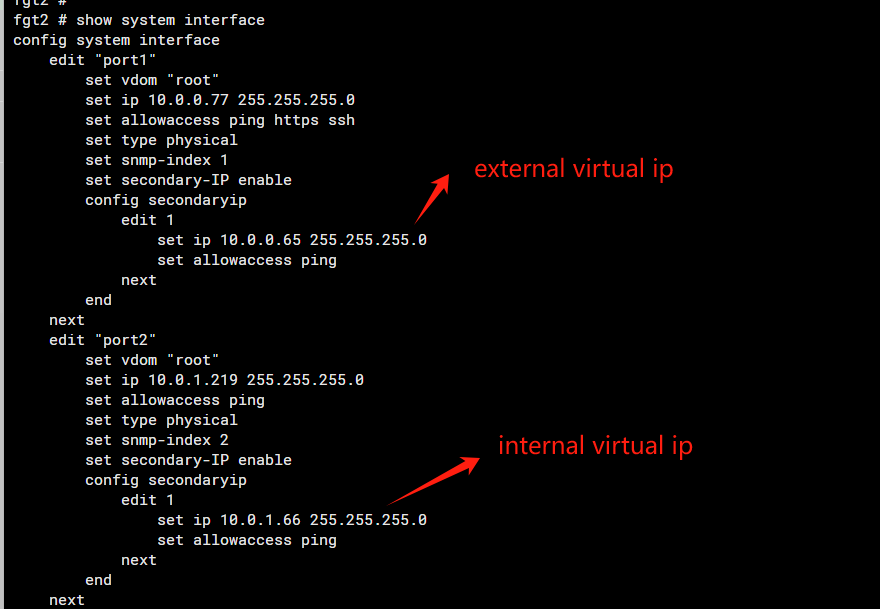 fgt2 #
fgt2 # show system interface
config system interface
    edit "port1"
        set vdom "root"
        set ip 10.0.0.77 255.255.255.0
        set allowaccess ping https ssh
        set type physical
        set snmp-index 1
        set secondary-IP enable
        config secondaryip
            edit 1
                set ip 10.0.0.65 255.255.255.0
                set allowaccess ping
            next
        end
    next
    edit "port2"
        set vdom "root"
        set ip 10.0.1.219 255.255.255.0
        set allowaccess ping
        set type physical
        set snmp-index 2
        set secondary-IP enable
        config secondaryip
            edit 1
                set ip 10.0.1.66 255.255.255.0
                set allowaccess ping
            next
        end
    next
external virtual ip
internal virtual ip